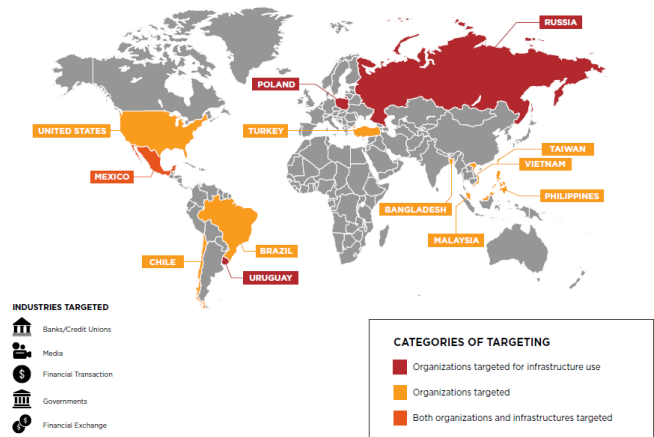 RUSSIA
POLAND
UNITED STATES
TURKEY
TAIWAN
VIETNAM
MEXICO
PHILIPPINES
BANGLADESH
MALAYSIA
BRAZIL
CHILE
URUGUAY
INDUSTRIES TARGETED
Banks/Credit Unions
Media
$ Financial Transaction
Governments
$ $ Financial Exchange
CATEGORIES OF TARGETING
Organizations targeted for infrastructure use
Organizations targeted
Both organizations and infrastructures targeted